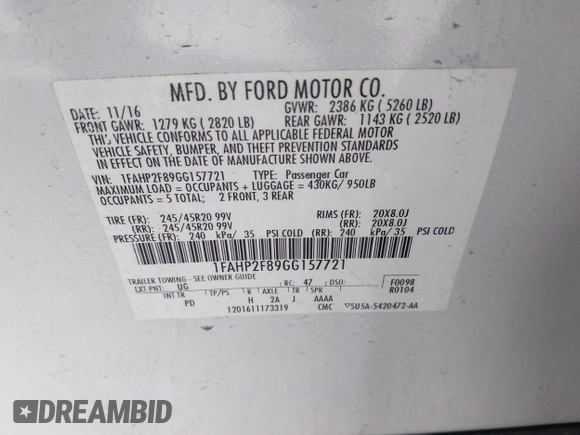 MFD. BY FORD MOTOR CO.
DATE: 11/16 GVWR: 2386 KG ( 5260 LB)
FRONT GAWR: 1279 KG ( 2820 LB) REAR GAWR: 1143 KG ( 2520 LB)
THIS VEHICLE CONFORMS TO ALL APPLICABLE FEDERAL MOTOR
VEHICLE SAFETY, BUMPER, AND THEFT PREVENTION STANDARDS
IN EFFECT ON THE DATE OF MANUFACTURE SHOWN ABOVE.
VIN: 1FAHP2F89GG157721 TYPE: Passenger Car
MAXIMUM LOAD = OCCUPANTS + LUGGAGE = 430KG/ 950LB
OCCUPANTS = 5 TOTAL; 2 FRONT, 3 REAR
TIRE (FR): 245/45R20 99V RIMS (FR): 20X8.0J
TIRE (RR): 245/45R20 99V (RR): 20X8.0J
PRESSURE (FR): 240 kPa/ 35 PSI COLD (RR): 240 kPa/ 35 PSI COLD
1FAHP2F89GG157721
TRAILER TOWING - SEE OWNER GUIDE
EXT PNT: UG RC: 47 DSO: F0098
INT TR TP/PS R AXLE TR SPR R0104
PD H 2A J AAAA
1201611173319 CMC ▽5U5A-5420472-AA
DREAMBID